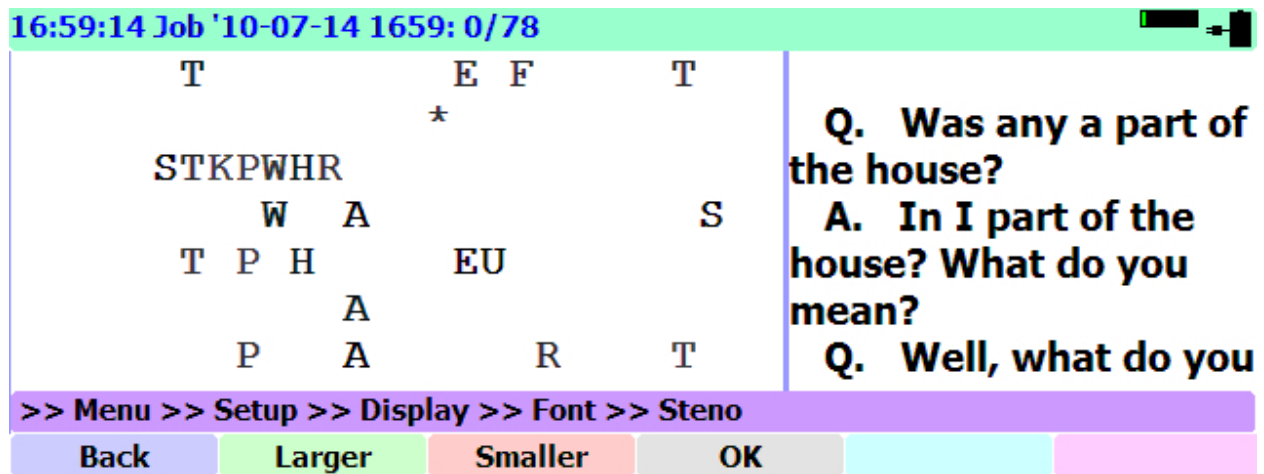 16:59:14 Job '10-07-14 1659: 0/78
T E F T
*
STKPWHR
W A S
T P H EU
A
P A R T
Q. Was any a part of
the house?
A. In I part of the
house? What do you
mean?
Q. Well, what do you
>> Menu >> Setup >> Display >> Font >> Steno
Back Larger Smaller OK